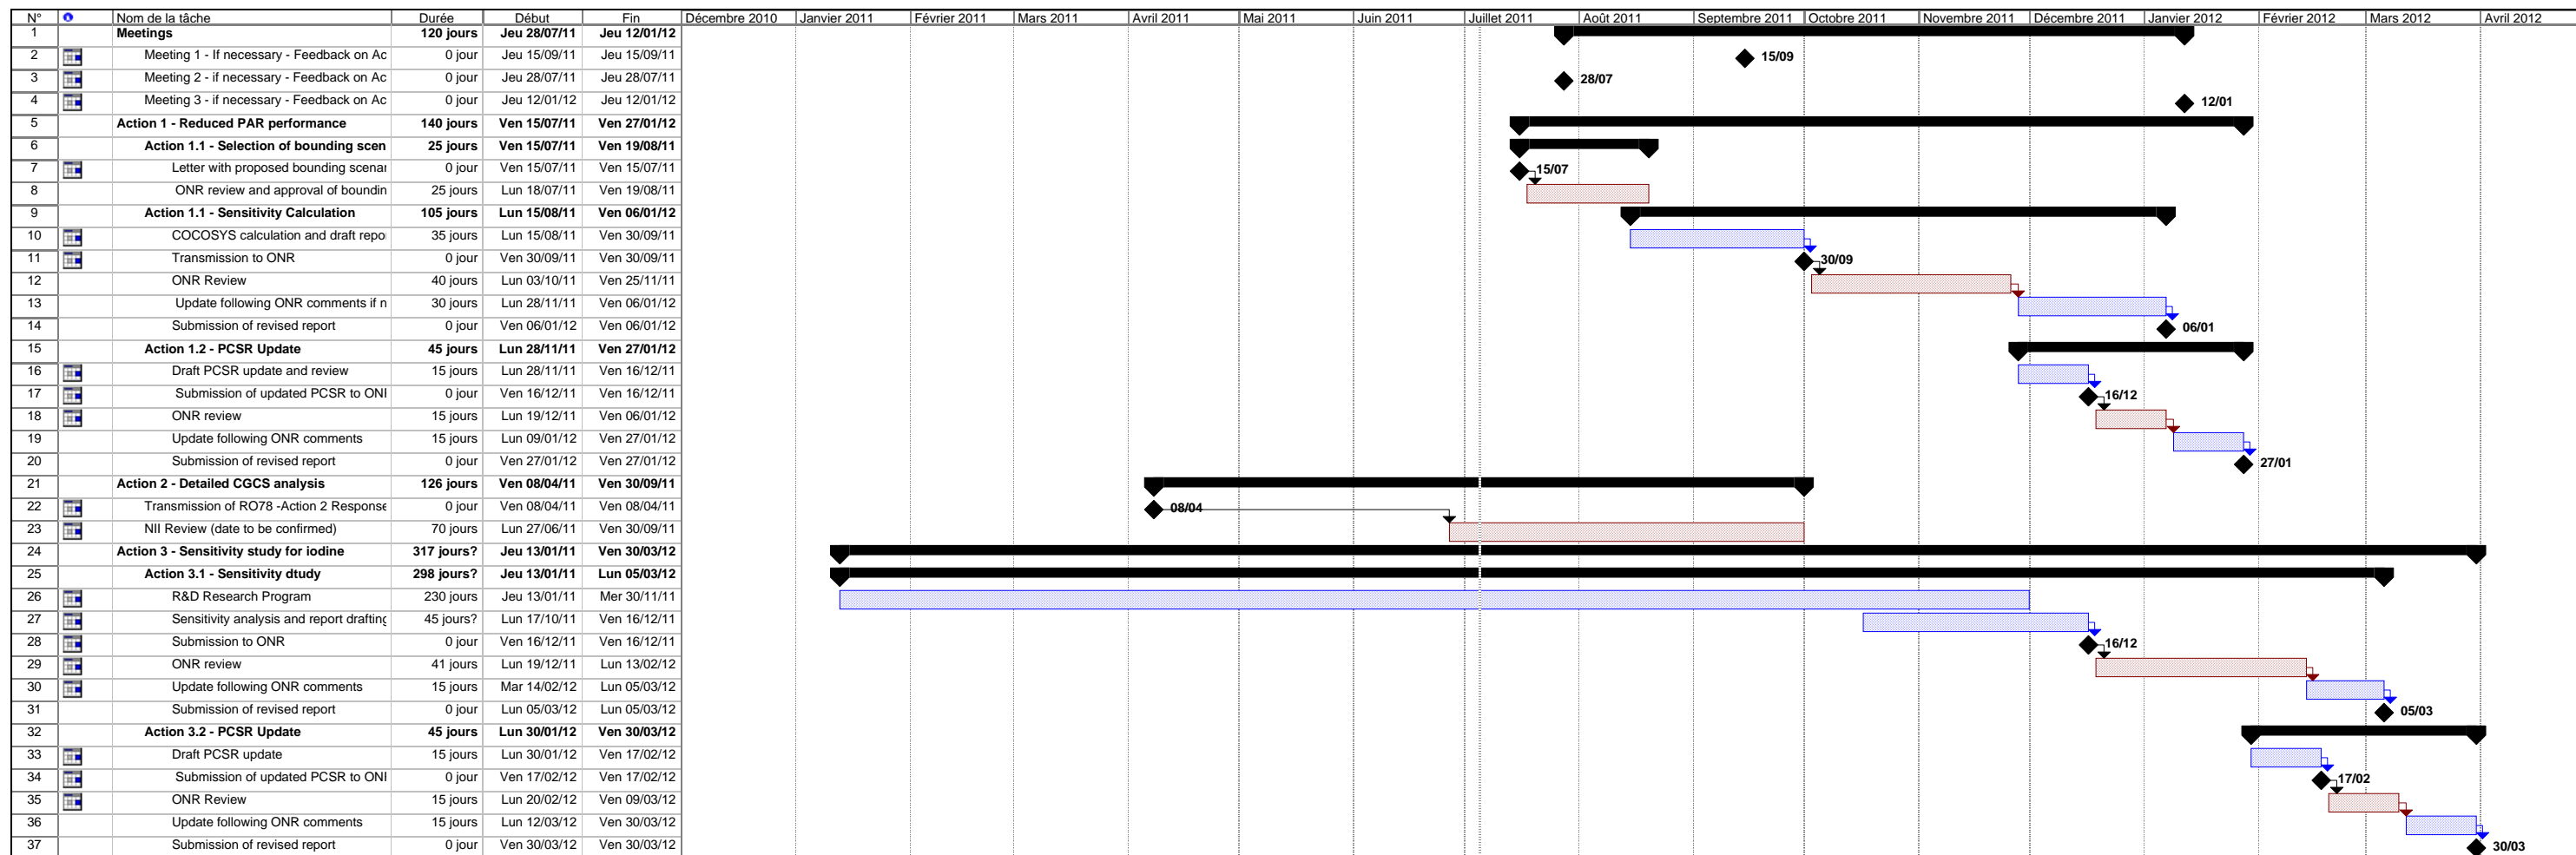 N° Nom de la tâche Durée Début Fin Décembre 2010 Janvier 2011 Février 2011 Mars 2011 Avril 2011 Mai 2011 Juin 2011 Juillet 2011 Août 2011 Septembre 2011 Octobre 2011 Novembre 2011 Décembre 2011 Janvier 2012 Février 2012 Mars 2012 Avril 2012
1 Meetings 120 jours Jeu 28/07/11 Jeu 12/01/12
2 Meeting 1 - If necessary - Feedback on Ac 0 jour Jeu 15/09/11 Jeu 15/09/11 15/09
3 Meeting 2 - if necessary - Feedback on Ac 0 jour Jeu 28/07/11 Jeu 28/07/11 28/07
4 Meeting 3 - if necessary - Feedback on Ac 0 jour Jeu 12/01/12 Jeu 12/01/12 12/01
5 Action 1 - Reduced PAR performance 140 jours Ven 15/07/11 Ven 27/01/12
6 Action 1.1 - Selection of bounding scen 25 jours Ven 15/07/11 Ven 19/08/11
7 Letter with proposed bounding scenar 0 jour Ven 15/07/11 Ven 15/07/11 15/07
8 ONR review and approval of boundin 25 jours Lun 18/07/11 Ven 19/08/11
9 Action 1.1 - Sensitivity Calculation 105 jours Lun 15/08/11 Ven 06/01/12
10 COCOSYS calculation and draft repo 35 jours Lun 15/08/11 Ven 30/09/11
11 Transmission to ONR 0 jour Ven 30/09/11 Ven 30/09/11 30/09
12 ONR Review 40 jours Lun 03/10/11 Ven 25/11/11
13 Update following ONR comments if n 30 jours Lun 28/11/11 Ven 06/01/12
14 Submission of revised report 0 jour Ven 06/01/12 Ven 06/01/12 06/01
15 Action 1.2 - PCSR Update 45 jours Lun 28/11/11 Ven 27/01/12
16 Draft PCSR update and review 15 jours Lun 28/11/11 Ven 16/12/11
17 Submission of updated PCSR to ONI 0 jour Ven 16/12/11 Ven 16/12/11 16/12
18 ONR review 15 jours Lun 19/12/11 Ven 06/01/12
19 Update following ONR comments 15 jours Lun 09/01/12 Ven 27/01/12
20 Submission of revised report 0 jour Ven 27/01/12 Ven 27/01/12 27/01
21 Action 2 - Detailed CGCS analysis 126 jours Ven 08/04/11 Ven 30/09/11
22 Transmission of RO78 -Action 2 Response 0 jour Ven 08/04/11 Ven 08/04/11 08/04
23 NII Review (date to be confirmed) 70 jours Lun 27/06/11 Ven 30/09/11
24 Action 3 - Sensitivity study for iodine 317 jours? Jeu 13/01/11 Ven 30/03/12
25 Action 3.1 - Sensitivity dtudy 298 jours? Jeu 13/01/11 Lun 05/03/12
26 R&D Research Program 230 jours Jeu 13/01/11 Mer 30/11/11
27 Sensitivity analysis and report drafting 45 jours? Lun 17/10/11 Ven 16/12/11
28 Submission to ONR 0 jour Ven 16/12/11 Ven 16/12/11 16/12
29 ONR review 41 jours Lun 19/12/11 Lun 13/02/12
30 Update following ONR comments 15 jours Mar 14/02/12 Lun 05/03/12
31 Submission of revised report 0 jour Lun 05/03/12 Lun 05/03/12 05/03
32 Action 3.2 - PCSR Update 45 jours Lun 30/01/12 Ven 30/03/12
33 Draft PCSR update 15 jours Lun 30/01/12 Ven 17/02/12
34 Submission of updated PCSR to ONI 0 jour Ven 17/02/12 Ven 17/02/12 17/02
35 ONR Review 15 jours Lun 20/02/12 Ven 09/03/12
36 Update following ONR comments 15 jours Lun 12/03/12 Ven 30/03/12
37 Submission of revised report 0 jour Ven 30/03/12 Ven 30/03/12 30/03